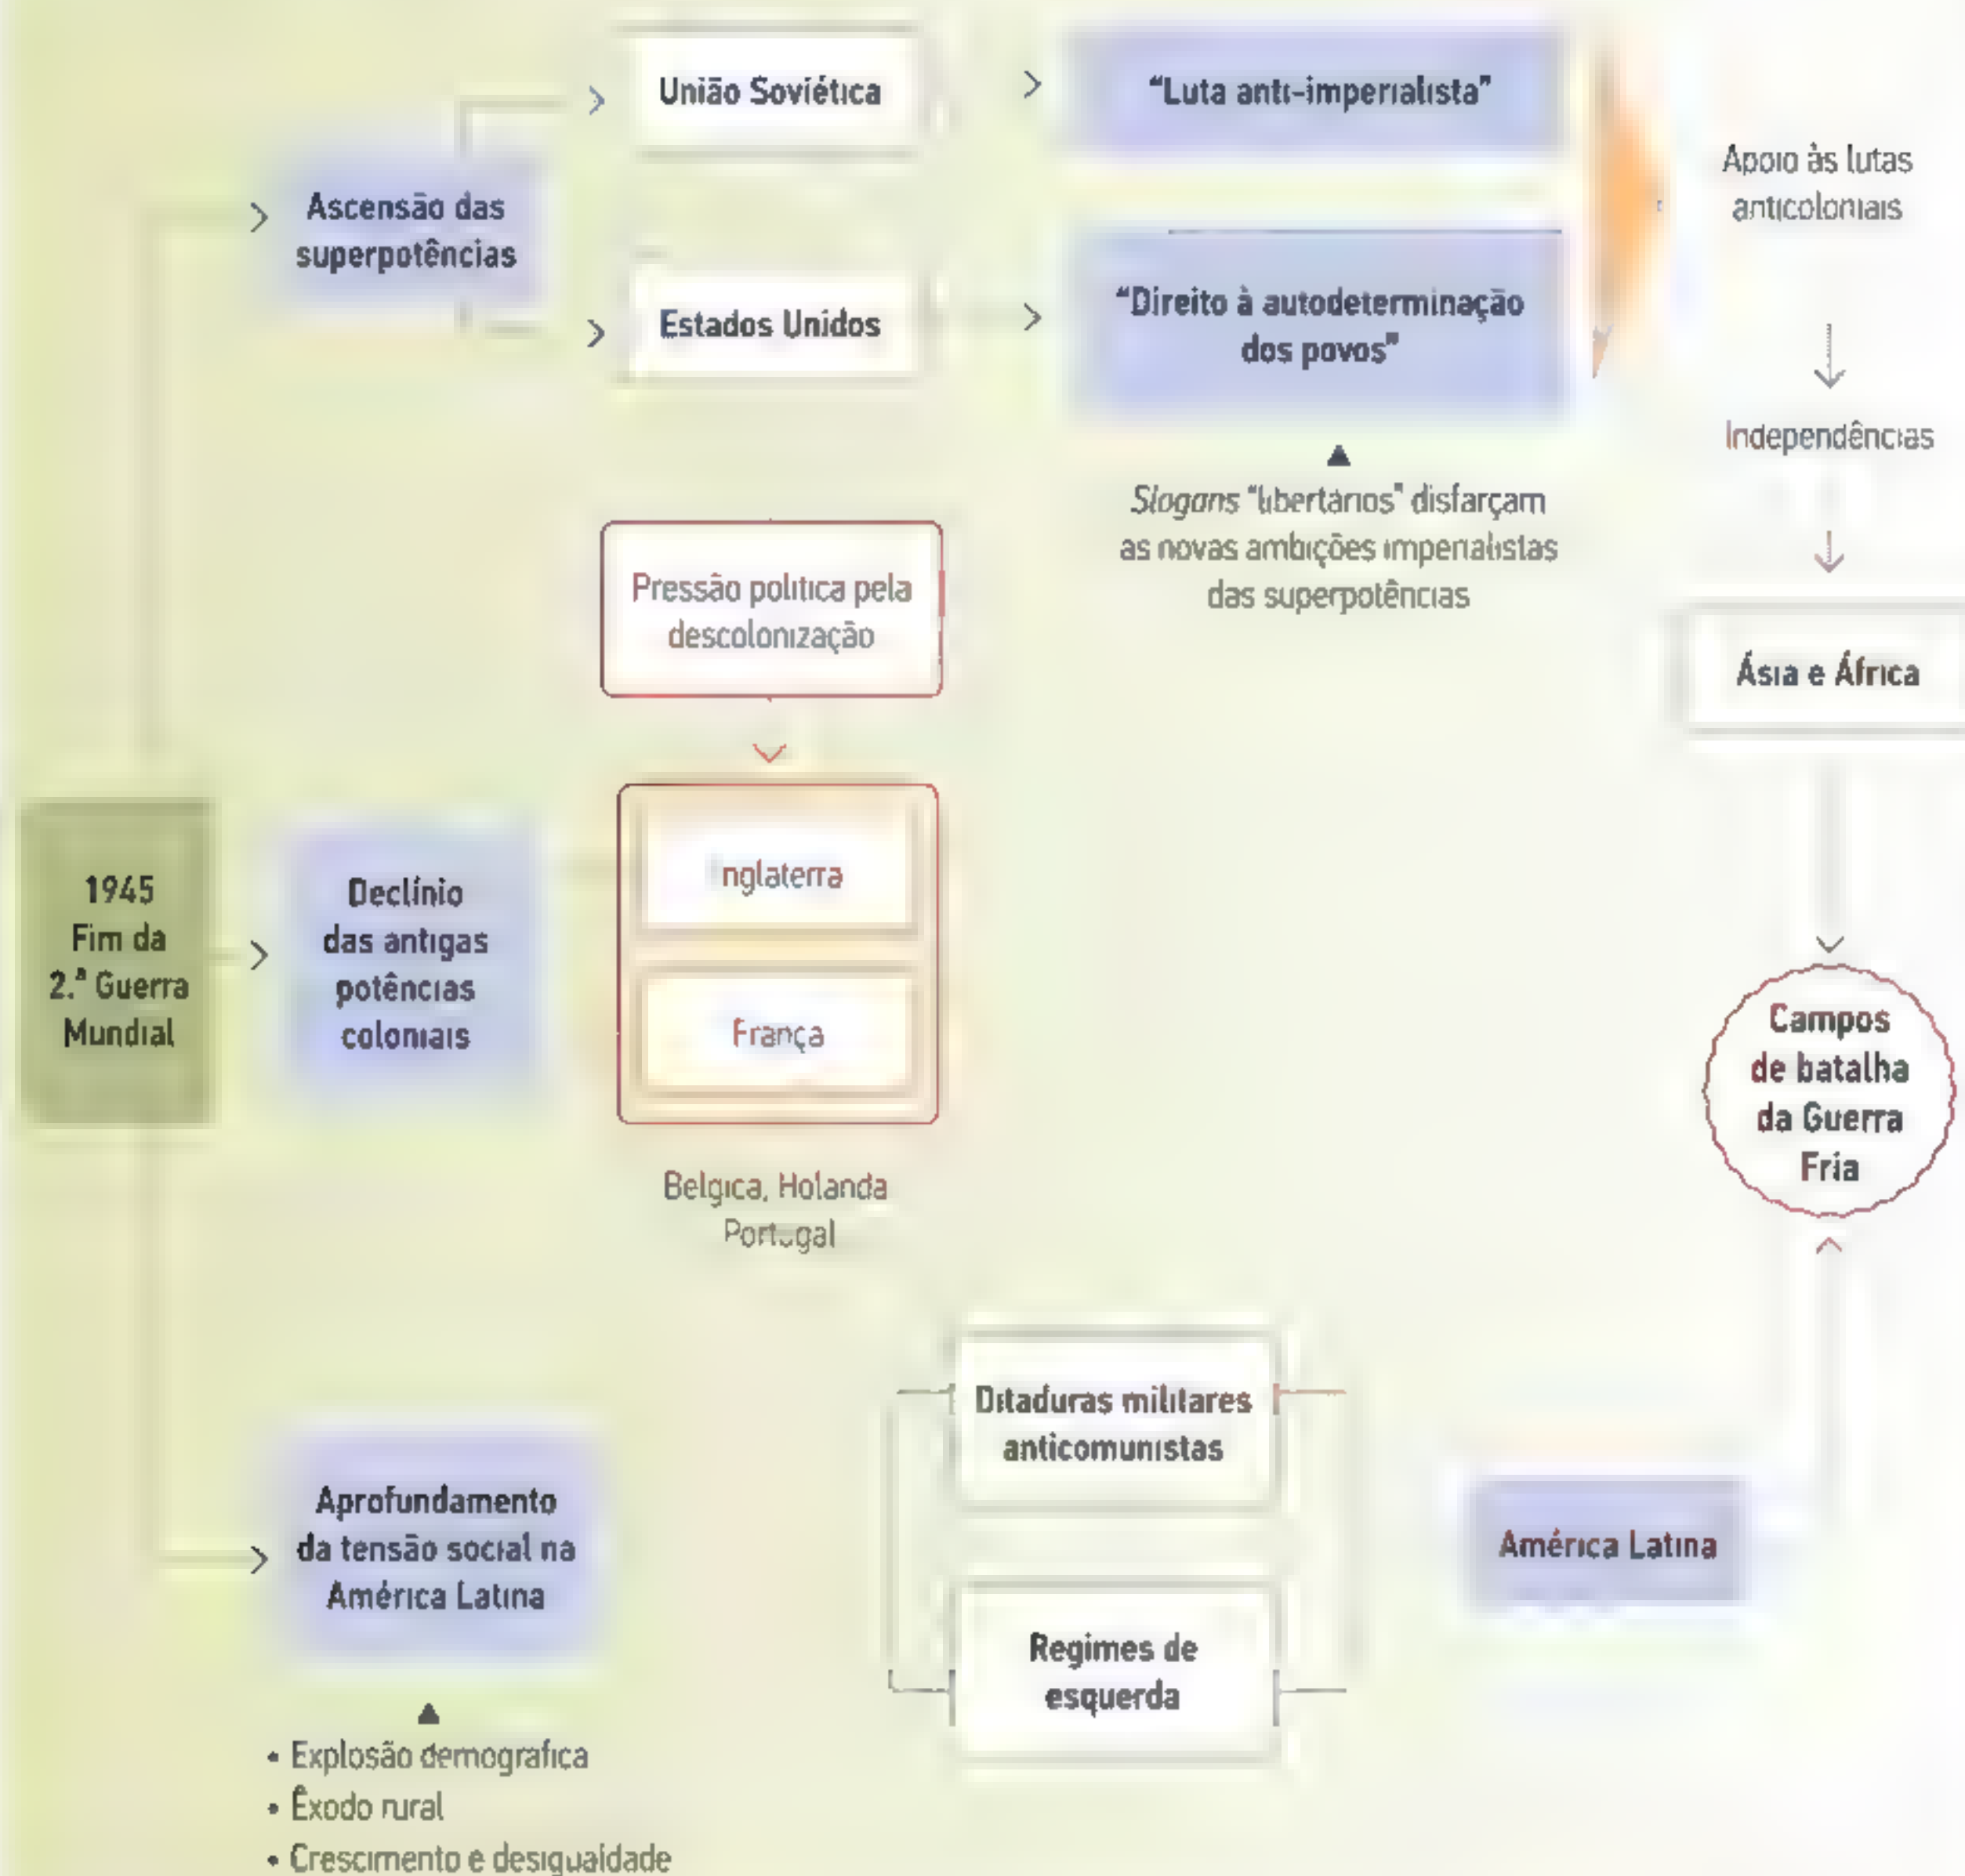 União Soviética
"Luta anti-imperialista"
Apoio às lutas
anticoloniais
Ascensão das
superpotências
Estados Unidos
"Direito à autodeterminação
dos povos"
Independências
Slogans "libertários" disfarçam
as novas ambições imperialistas
das superpotências
Pressão política pela
descolonização
Ásia e África
1945
Fim da
2.ª Guerra
Mundial
Declínio
das antigas
potências
coloniais
Inglaterra
França
Belgica, Holanda
Portugal
Campos
de batalha
da Guerra
Fria
Ditaduras militares
anticomunistas
Aprofundamento
da tensão social na
América Latina
América Latina
Regimes de
esquerda
• Explosão demografica
• Êxodo rural
• Crescimento e desigualdade